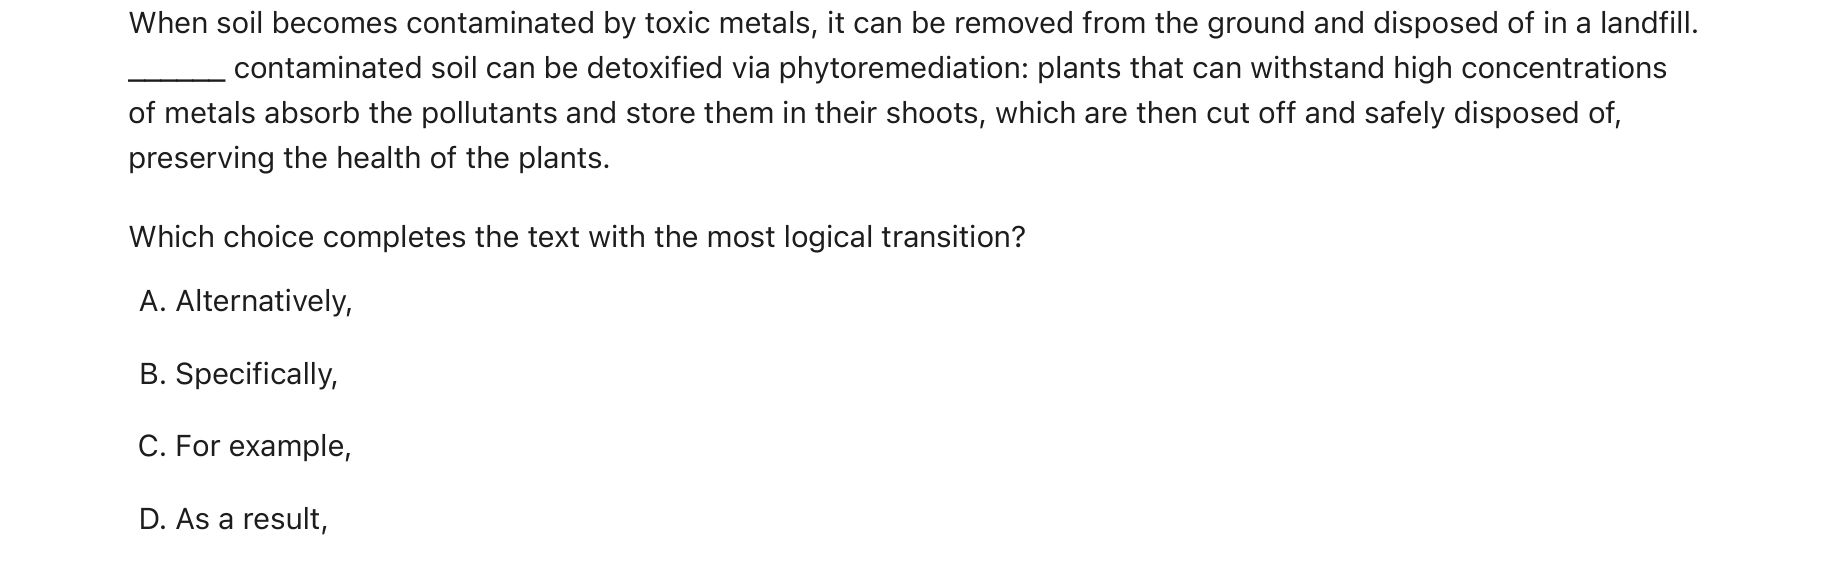 When soil becomes contaminated by toxic metals, it can be removed from the ground and disposed of in a landfill.
______ contaminated soil can be detoxified via phytoremediation: plants that can withstand high concentrations
of metals absorb the pollutants and store them in their shoots, which are then cut off and safely disposed of,
preserving the health of the plants.
Which choice completes the text with the most logical transition?
A. Alternatively,
B. Specifically,
C. For example,
D. As a result,